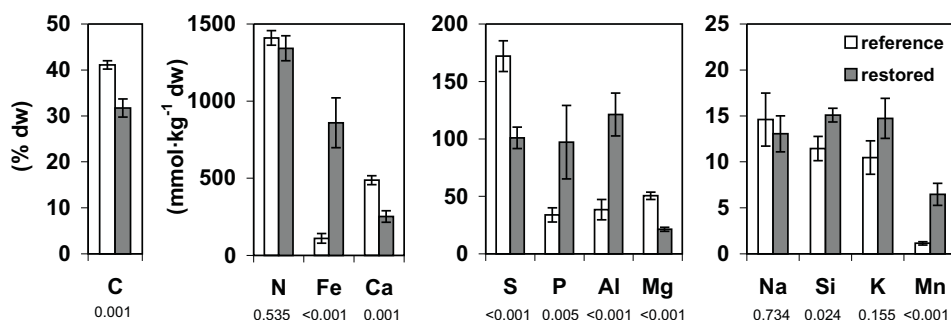 50
40
30
20
10
0
(% dw)
C
0.001
1500
1000
500
0
(mmol·kg⁻¹ dw)
N Fe Ca
0.535 <0.001 0.001
200
150
100
50
0
S P Al Mg
<0.001 0.005 <0.001 <0.001
25
20
15
10
5
0
reference
restored
Na Si K Mn
0.734 0.024 0.155 <0.001